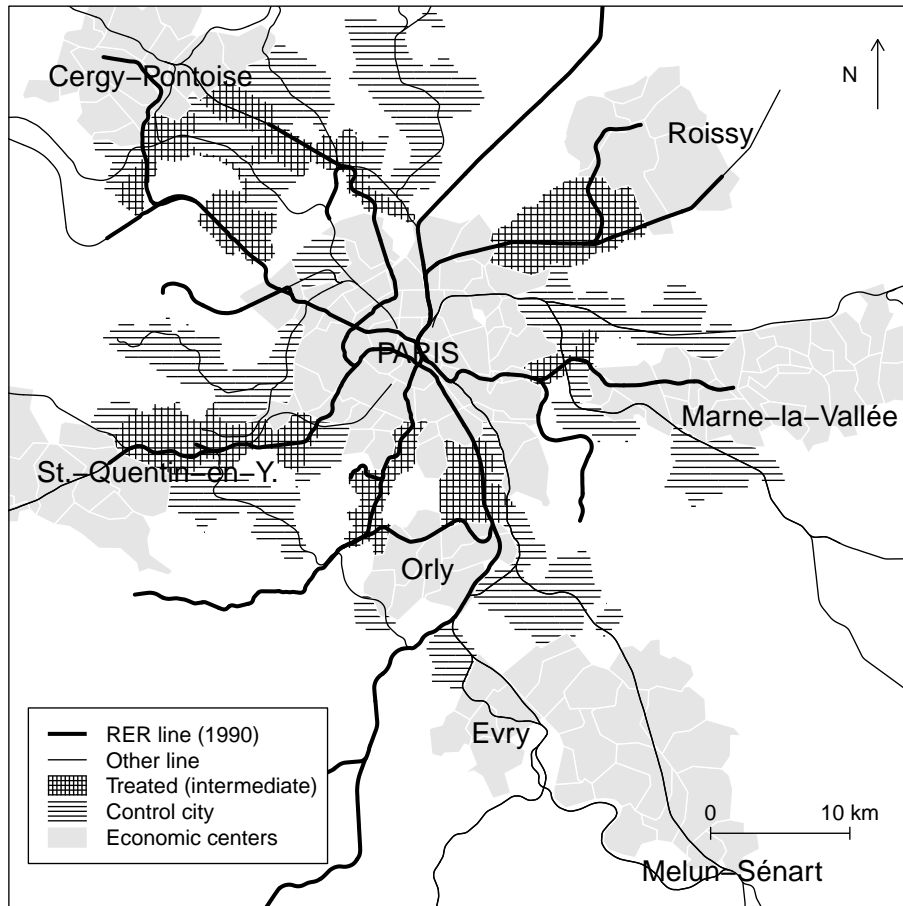 Cergy–Pontoise
N
Roissy
PARIS
Marne–la–Vallée
St.–Quentin–en–Y.
Orly
Evry
Melun–Sénart
RER line (1990)
Other line
Treated (intermediate)
Control city
Economic centers
0 10 km